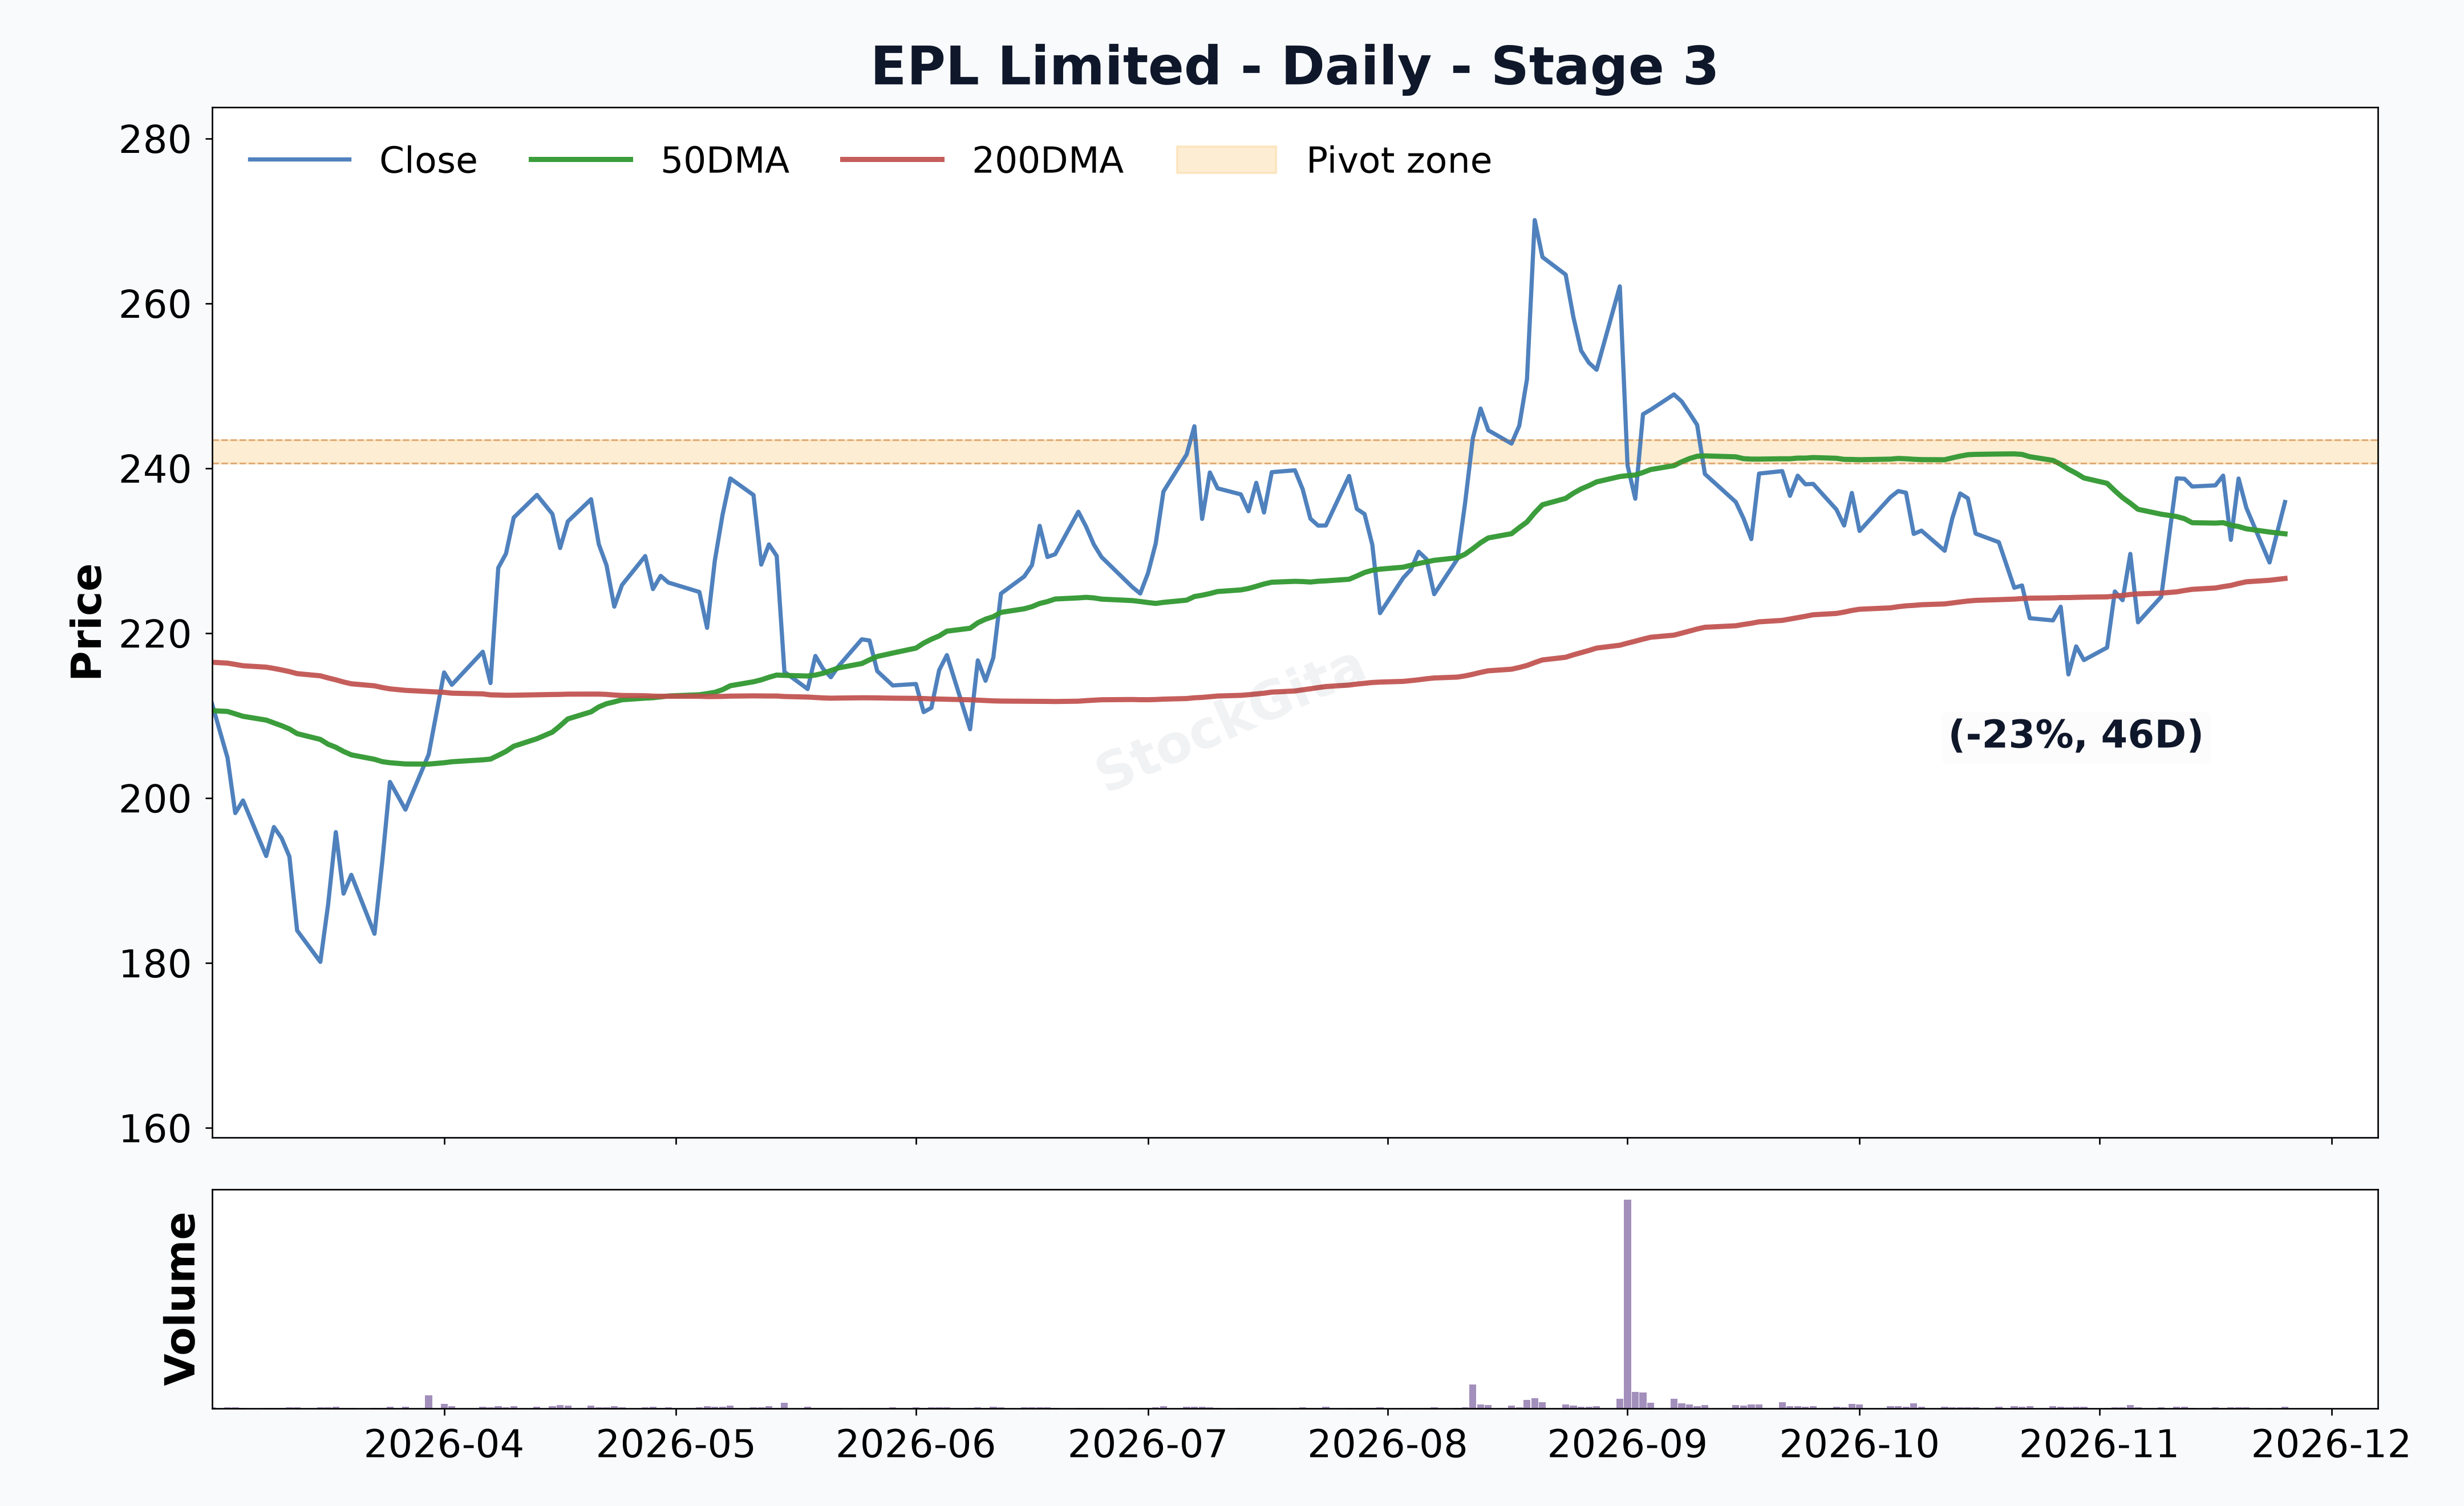 EPL Limited - Daily - Stage 3
Close 50DMA 200DMA Pivot zone
280
260
240
220
200
180
160
Price
StockGita
(-23%, 46D)
Volume
2026-04 2026-05 2026-06 2026-07 2026-08 2026-09 2026-10 2026-11 2026-12